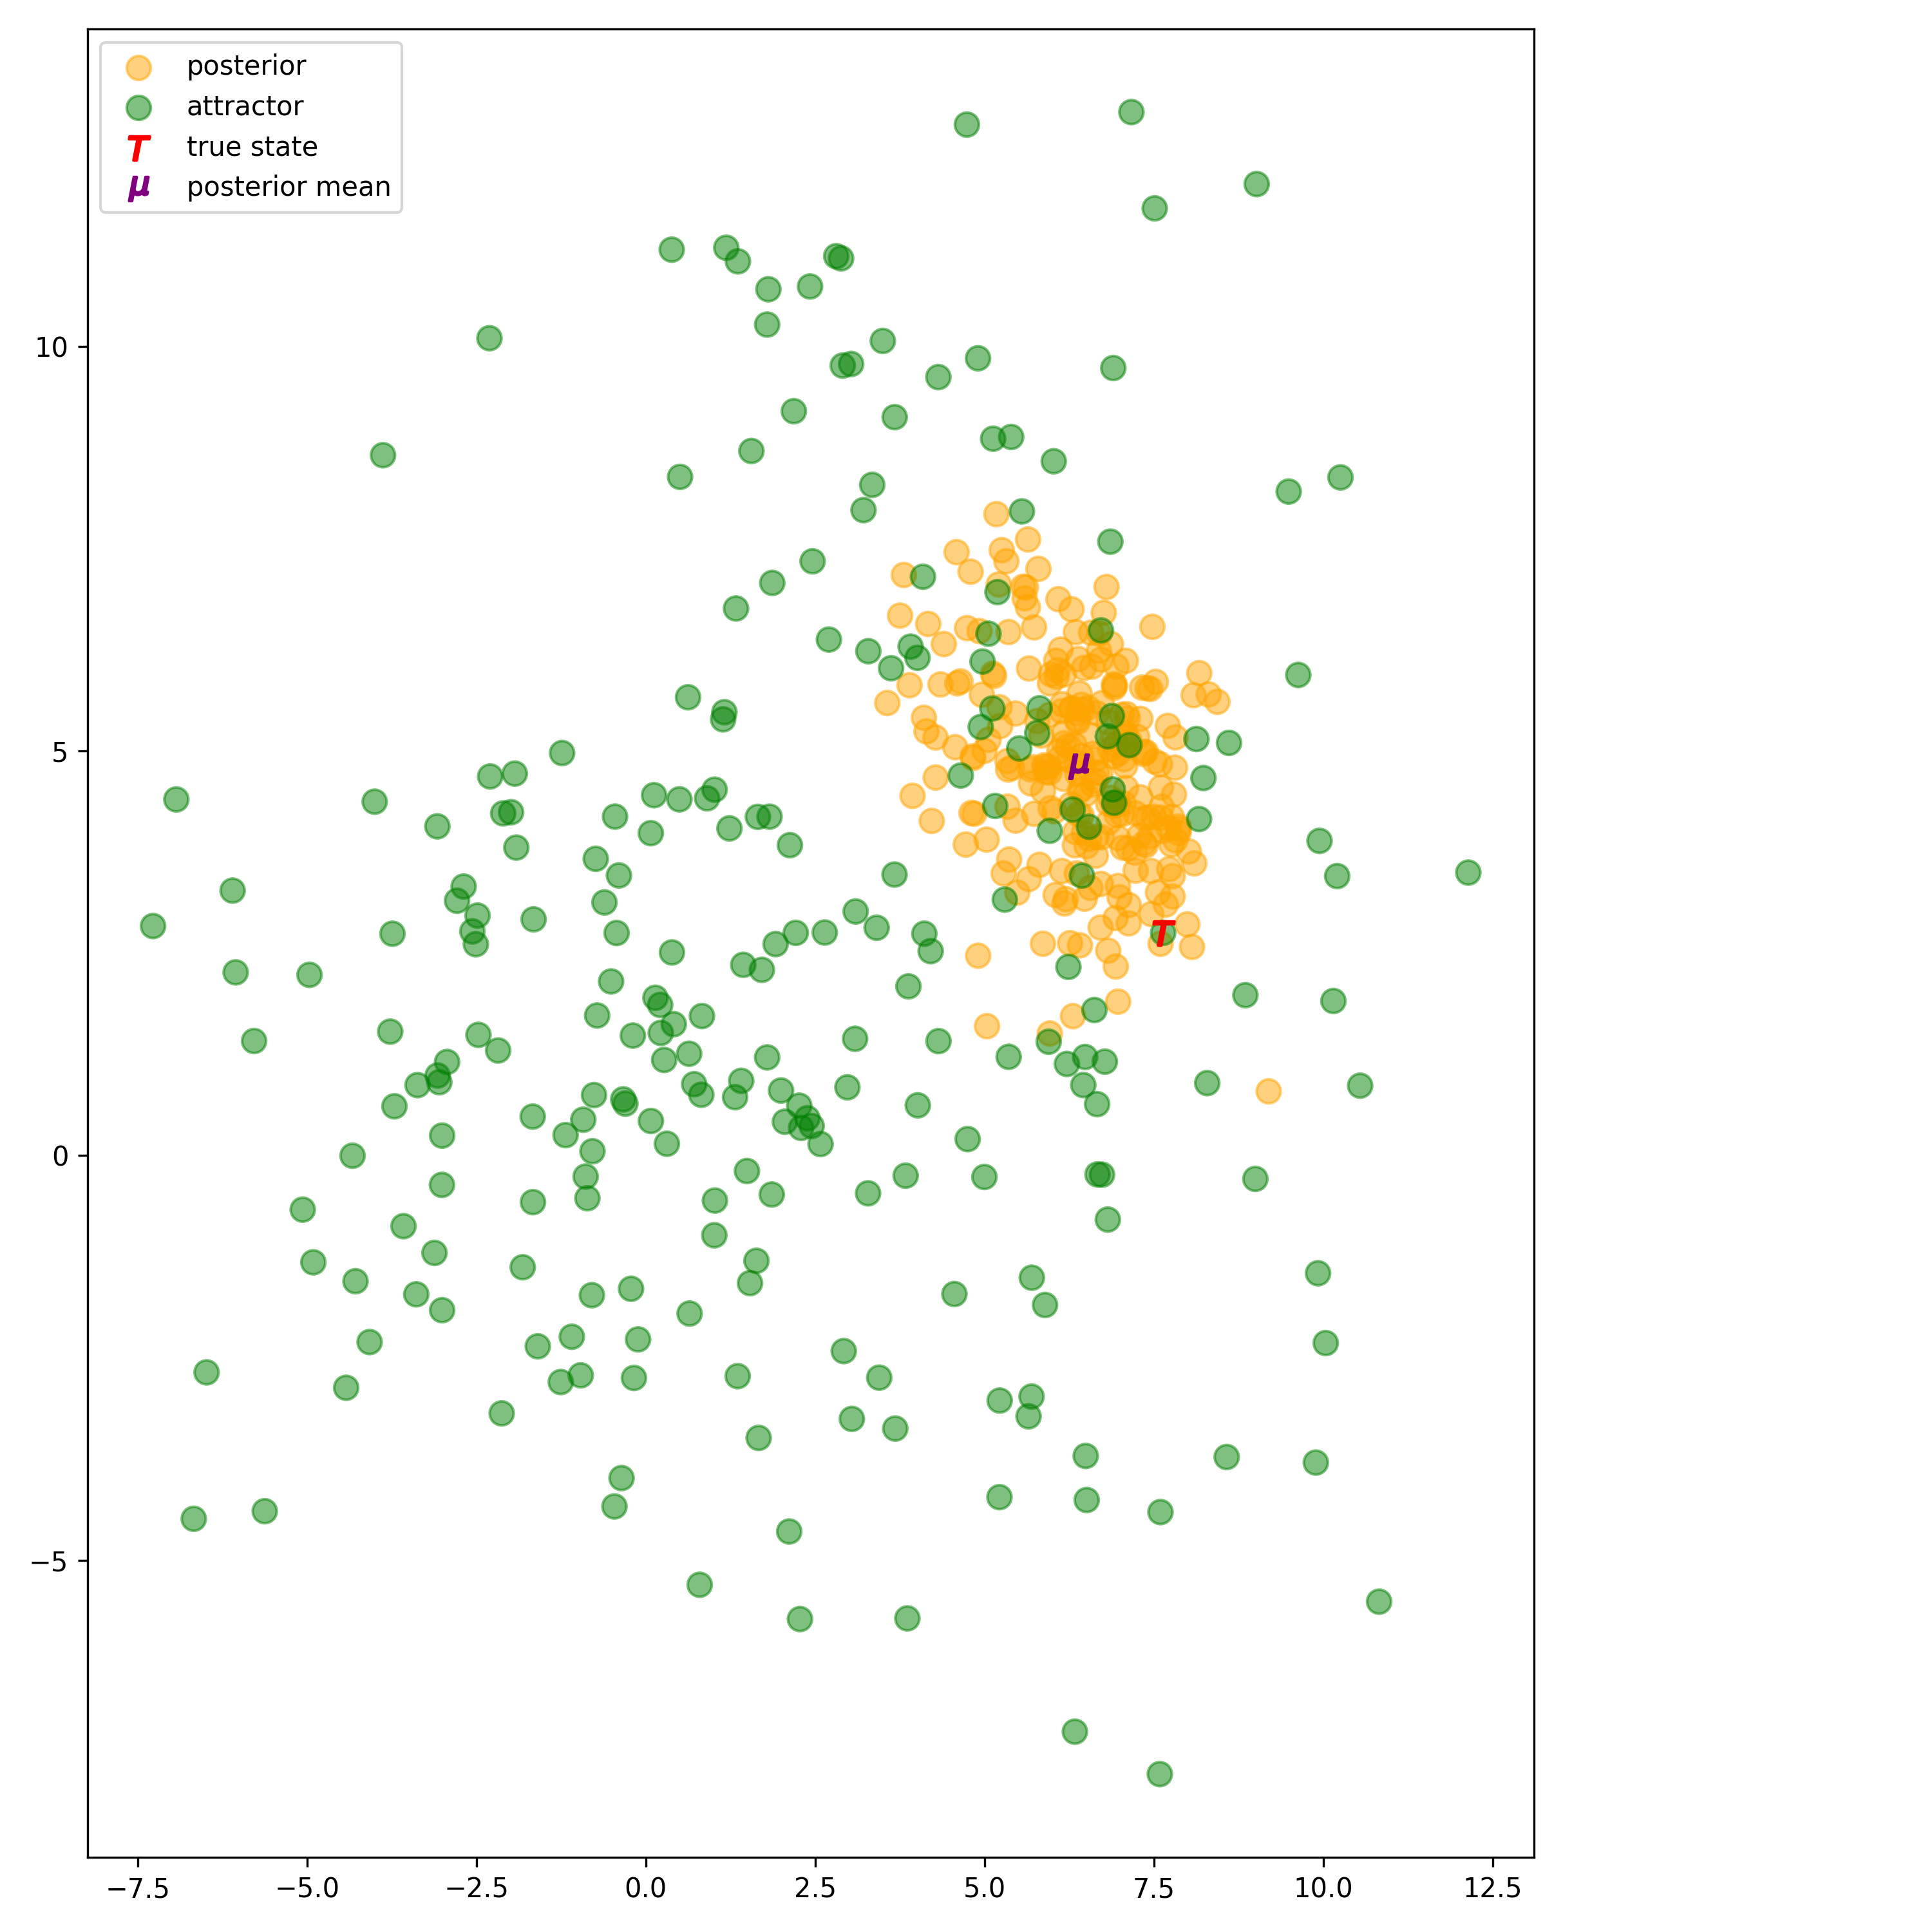 posterior
attractor
T true state
μ posterior mean
10
5
0
−5
−7.5 −5.0 −2.5 0.0 2.5 5.0 7.5 10.0 12.5
μ
T